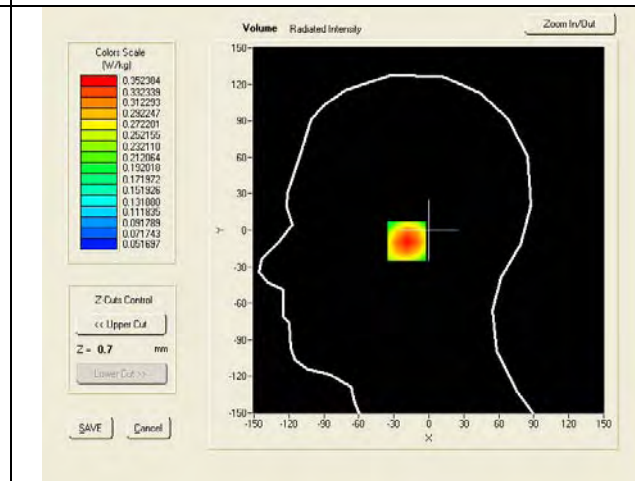 Volume Radiated Intensity
Zoom In/Out
Colors Scale
(W/kg)
0.352384
0.332339
0.312293
0.292247
0.272201
0.252155
0.232110
0.212064
0.192018
0.171972
0.151926
0.131880
0.111835
0.091789
0.071743
0.051697
Z-Cuts Control
<< Upper Cut
Z = 0.7 mm
Lower Cut >>
SAVE Cancel
150
120
90
60
30
0
-30
-60
-90
-120
-150
Y
-150 -120 -90 -60 -30 0 30 60 90 120 150
X